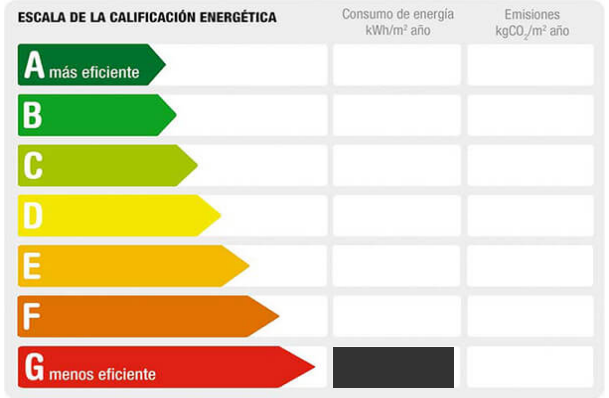 ESCALA DE LA CALIFICACIÓN ENERGÉTICA
Consumo de energía
kWh/m² año
Emisiones
kgCO₂/m² año
A más eficiente
B
C
D
E
F
G menos eficiente